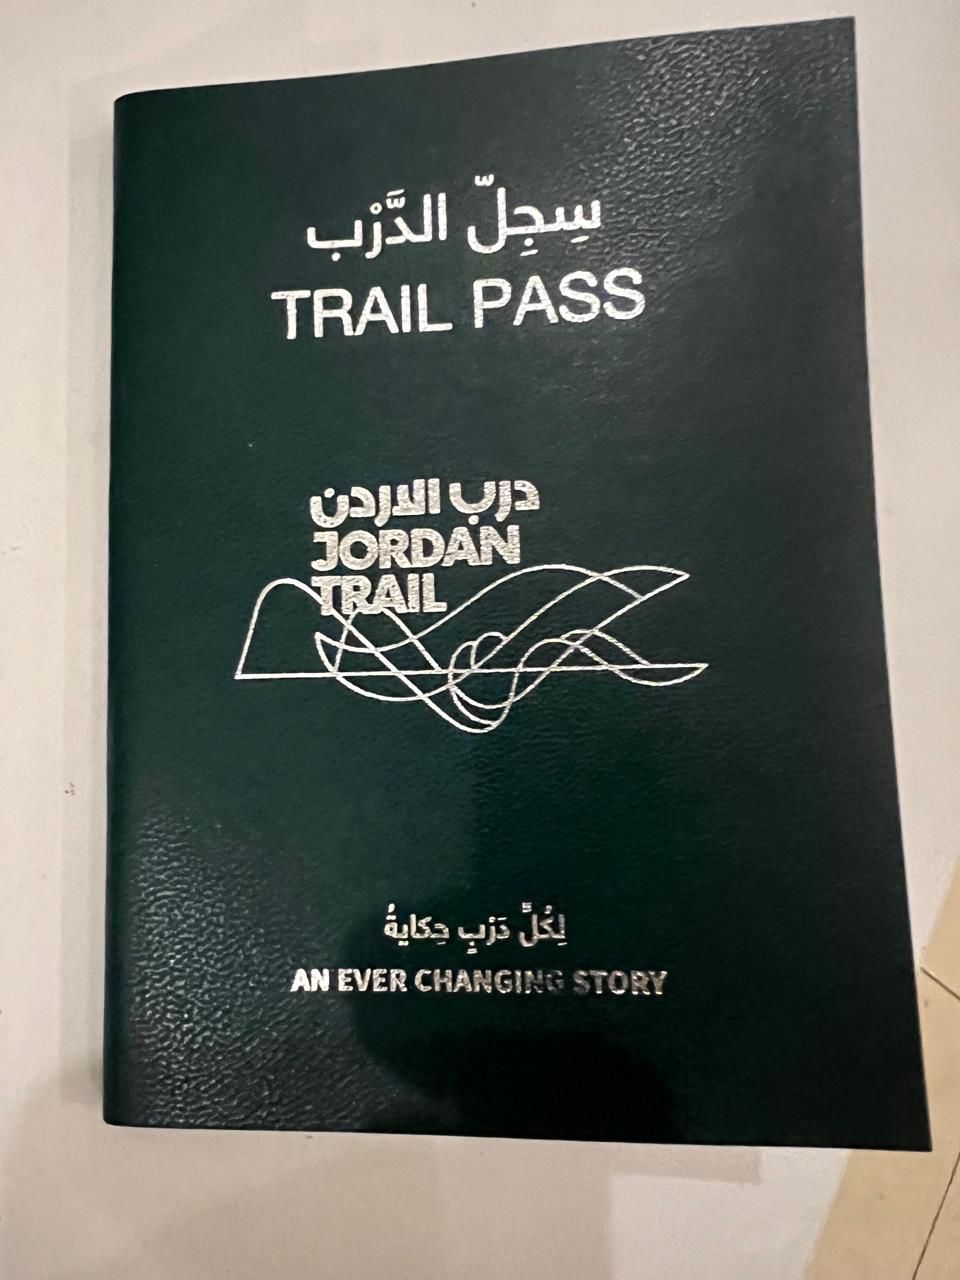 سِجِلّ الدَّرْب
TRAIL PASS
درب الاردن
JORDAN
TRAIL
لِكُلِّ دَرْبٍ حِكايةُ
AN EVER CHANGING STORY